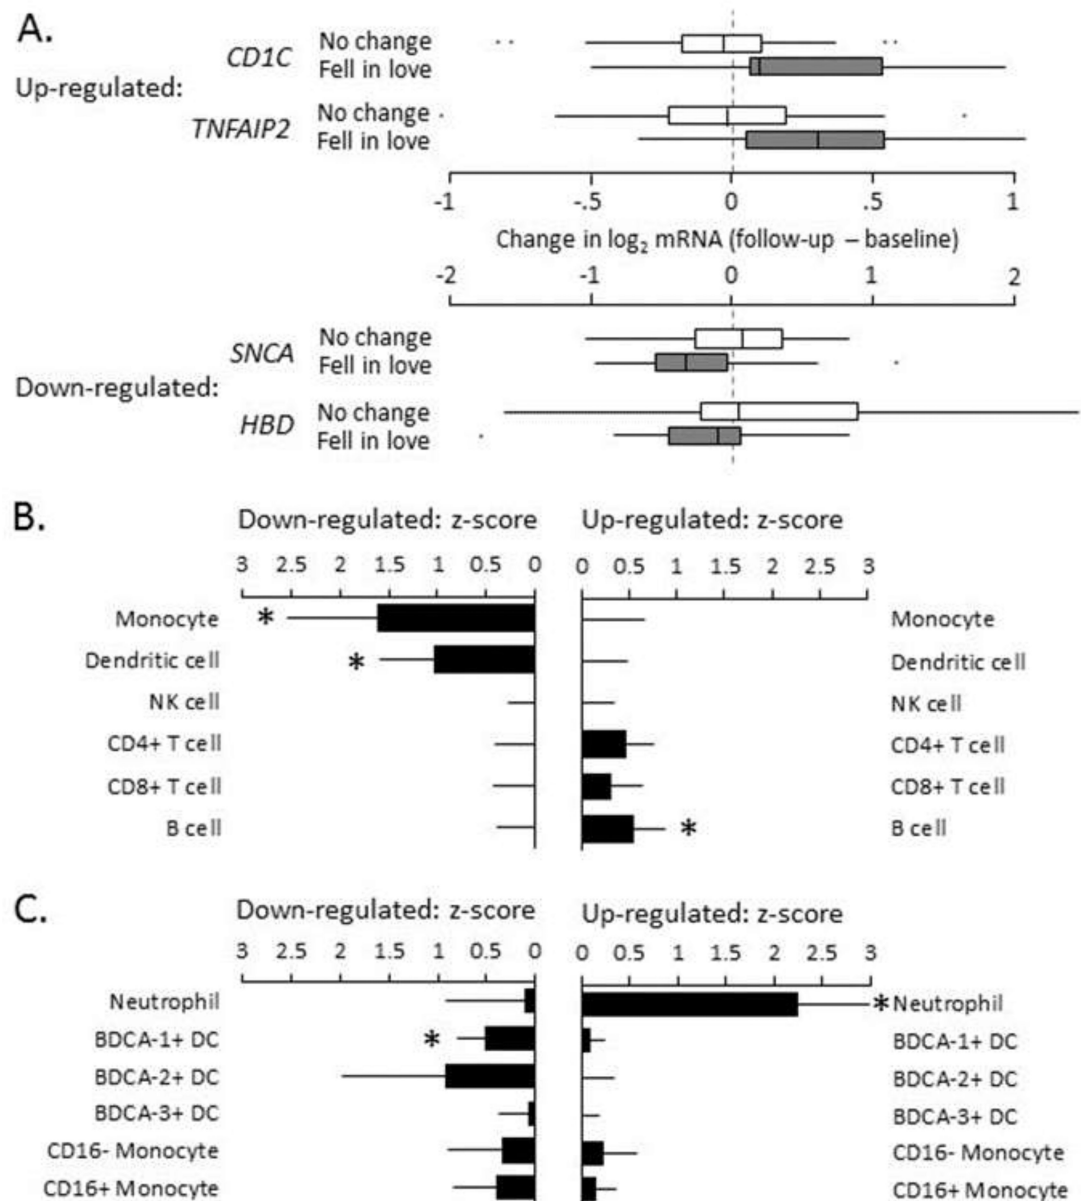 A.
Up-regulated:
CD1C
No change
Fell in love
TNFAIP2
No change
Fell in love
-1 -.5 0 .5 1
Change in log₂ mRNA (follow-up – baseline)
-2 -1 0 1 2
Down-regulated:
SNCA
No change
Fell in love
HBD
No change
Fell in love
B.
Down-regulated: z-score Up-regulated: z-score
3 2.5 2 1.5 1 0.5 0 0 0.5 1 1.5 2 2.5 3
Monocyte * Monocyte
Dendritic cell * Dendritic cell
NK cell NK cell
CD4+ T cell CD4+ T cell
CD8+ T cell CD8+ T cell
B cell * B cell
C.
Down-regulated: z-score Up-regulated: z-score
3 2.5 2 1.5 1 0.5 0 0 0.5 1 1.5 2 2.5 3
Neutrophil * Neutrophil
BDCA-1+ DC * BDCA-1+ DC
BDCA-2+ DC BDCA-2+ DC
BDCA-3+ DC BDCA-3+ DC
CD16- Monocyte CD16- Monocyte
CD16+ Monocyte CD16+ Monocyte